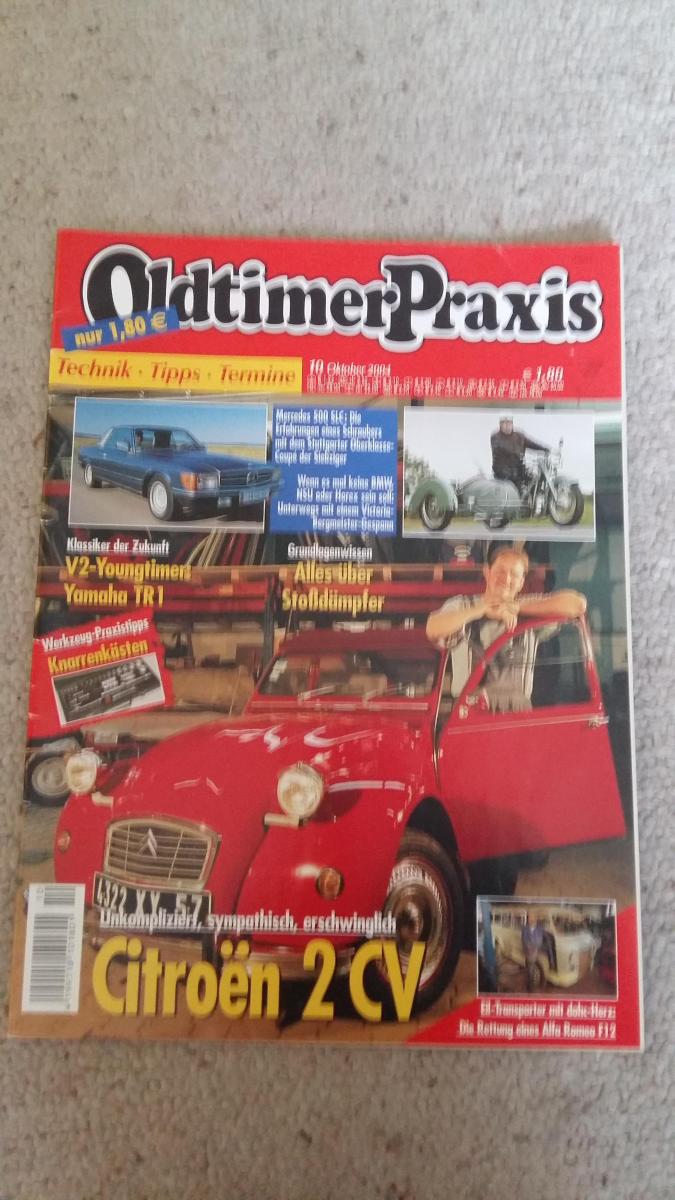 OldtimerPraxis
nur 1,80 €
Technik · Tipps · Termine
10 Oktober 2004
€ 1,80
Mercedes 500 SLC: Die
Erfahrungen eines Schraubers
mit dem Stuttgarter Oberklasse-
Coupé der Siebziger
Wenn es mal keine BMW,
NSU oder Horex sein soll:
Unterwegs mit einem Victoria-
Bergmeister-Gespann
Klassiker der Zukunft
V2-Youngtimer:
Yamaha TR1
Grundlagenwissen
Alles über
Stoßdämpfer
Werkzeug-Praxistipps
Knarrenkästen
4322 XY 57
Unkompliziert, sympathisch, erschwinglich
Citroën 2 CV
Eil-Transporter mit dohc-Herz:
Die Rettung eines Alfa Romeo F12